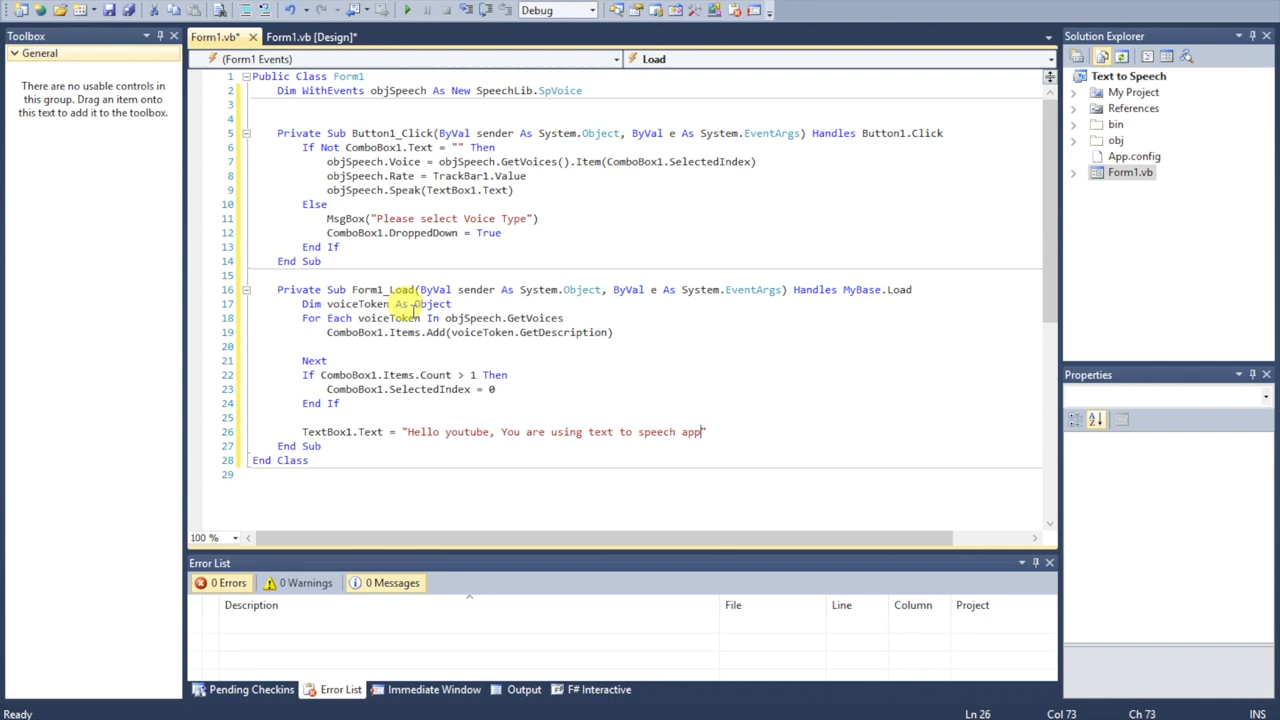 Debug
Toolbox
General
There are no usable controls in
this group. Drag an item onto
this text to add it to the toolbox.
Form1.vb*
Form1.vb [Design]*
(Form1 Events)
Load
1 Public Class Form1
2 Dim WithEvents objSpeech As New SpeechLib.SpVoice
3
4
5 Private Sub Button1_Click(ByVal sender As System.Object, ByVal e As System.EventArgs) Handles Button1.Click
6 If Not ComboBox1.Text = "" Then
7 objSpeech.Voice = objSpeech.GetVoices().Item(ComboBox1.SelectedIndex)
8 objSpeech.Rate = TrackBar1.Value
9 objSpeech.Speak(TextBox1.Text)
10 Else
11 MsgBox("Please select Voice Type")
12 ComboBox1.DroppedDown = True
13 End If
14 End Sub
15
16 Private Sub Form1_Load(ByVal sender As System.Object, ByVal e As System.EventArgs) Handles MyBase.Load
17 Dim voiceToken As Object
18 For Each voiceToken In objSpeech.GetVoices
19 ComboBox1.Items.Add(voiceToken.GetDescription)
20
21 Next
22 If ComboBox1.Items.Count > 1 Then
23 ComboBox1.SelectedIndex = 0
24 End If
25
26 TextBox1.Text = "Hello youtube, You are using text to speech app"
27 End Sub
28 End Class
29
100 %
Solution Explorer
Text to Speech
My Project
References
bin
obj
App.config
Form1.vb
Properties
Error List
0 Errors
0 Warnings
0 Messages
Description File Line Column Project
Pending Checkins Error List Immediate Window Output F# Interactive
Ready Ln 26 Col 73 Ch 73 INS